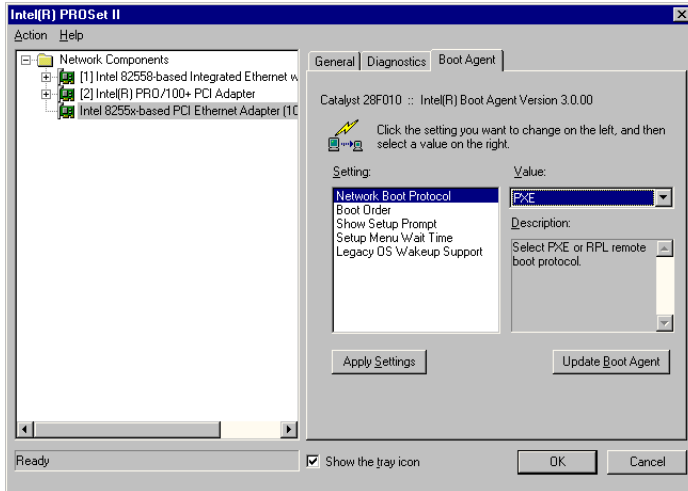 Intel(R) PROSet II
Action Help
Network Components
[1] Intel 82558-based Integrated Ethernet w
[2] Intel(R) PRO/100+ PCI Adapter
Intel 8255x-based PCI Ethernet Adapter (10
General Diagnostics Boot Agent
Catalyst 28F010 :: Intel(R) Boot Agent Version 3.0.00
Click the setting you want to change on the left, and then
select a value on the right.
Setting:
Network Boot Protocol
Boot Order
Show Setup Prompt
Setup Menu Wait Time
Legacy OS Wakeup Support
Value:
PXE
Description:
Select PXE or RPL remote
boot protocol.
Apply Settings
Update Boot Agent
Ready
Show the tray icon
OK
Cancel